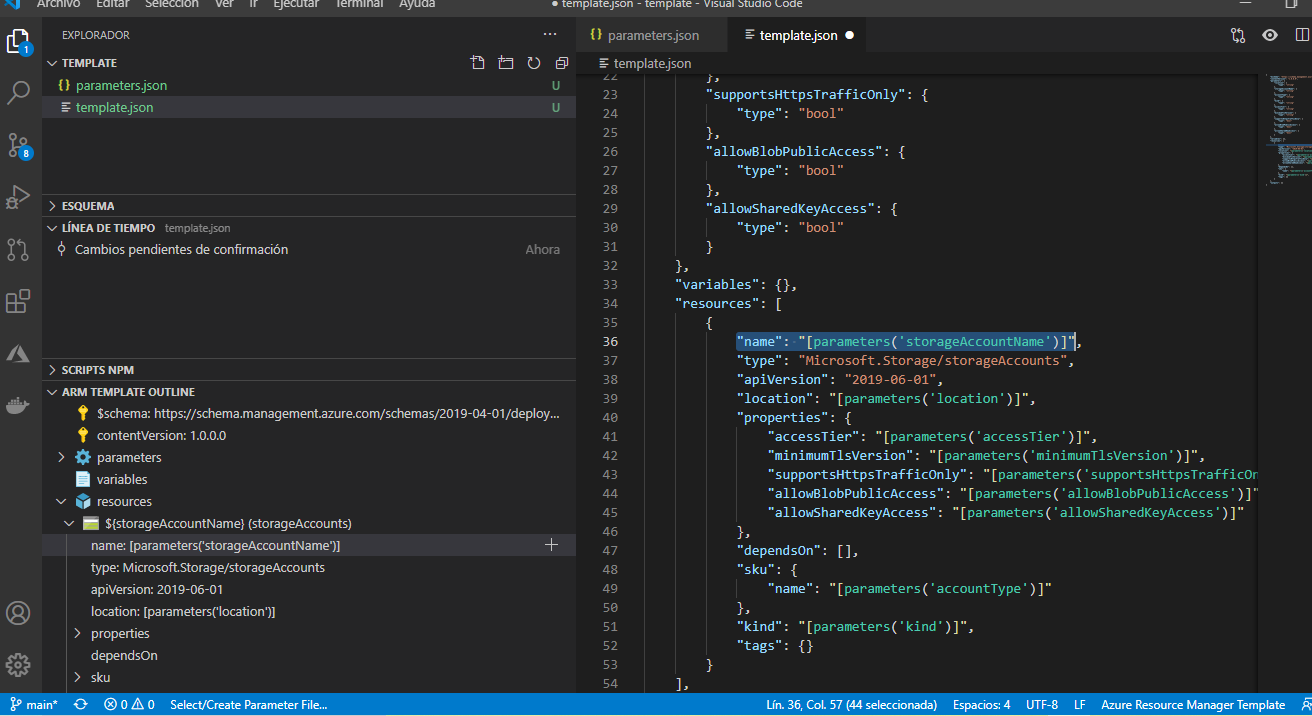 Archivo Editar Selección Ver Ir Ejecutar Terminal Ayuda
● template.json - template - Visual Studio Code
EXPLORADOR ···
TEMPLATE
{} parameters.json U
template.json U
ESQUEMA
LÍNEA DE TIEMPO template.json
Cambios pendientes de confirmación Ahora
SCRIPTS NPM
ARM TEMPLATE OUTLINE
$schema: https://schema.management.azure.com/schemas/2019-04-01/deploy...
contentVersion: 1.0.0.0
parameters
variables
resources
${storageAccountName} (storageAccounts)
name: [parameters('storageAccountName')]
type: Microsoft.Storage/storageAccounts
apiVersion: 2019-06-01
location: [parameters('location')]
properties
dependsOn
sku
1
8
{} parameters.json
template.json ●
template.json
22 },
23 "supportsHttpsTrafficOnly": {
24 "type": "bool"
25 },
26 "allowBlobPublicAccess": {
27 "type": "bool"
28 },
29 "allowSharedKeyAccess": {
30 "type": "bool"
31 }
32 },
33 "variables": {},
34 "resources": [
35 {
36 "name": "[parameters('storageAccountName')]",
37 "type": "Microsoft.Storage/storageAccounts",
38 "apiVersion": "2019-06-01",
39 "location": "[parameters('location')]",
40 "properties": {
41 "accessTier": "[parameters('accessTier')]",
42 "minimumTlsVersion": "[parameters('minimumTlsVersion')]",
43 "supportsHttpsTrafficOnly": "[parameters('supportsHttpsTrafficOn
44 "allowBlobPublicAccess": "[parameters('allowBlobPublicAccess')]"
45 "allowSharedKeyAccess": "[parameters('allowSharedKeyAccess')]"
46 },
47 "dependsOn": [],
48 "sku": {
49 "name": "[parameters('accountType')]"
50 },
51 "kind": "[parameters('kind')]",
52 "tags": {}
53 }
54 ],
main* 0 0 Select/Create Parameter File... Lín. 36, Col. 57 (44 seleccionada) Espacios: 4 UTF-8 LF Azure Resource Manager Template